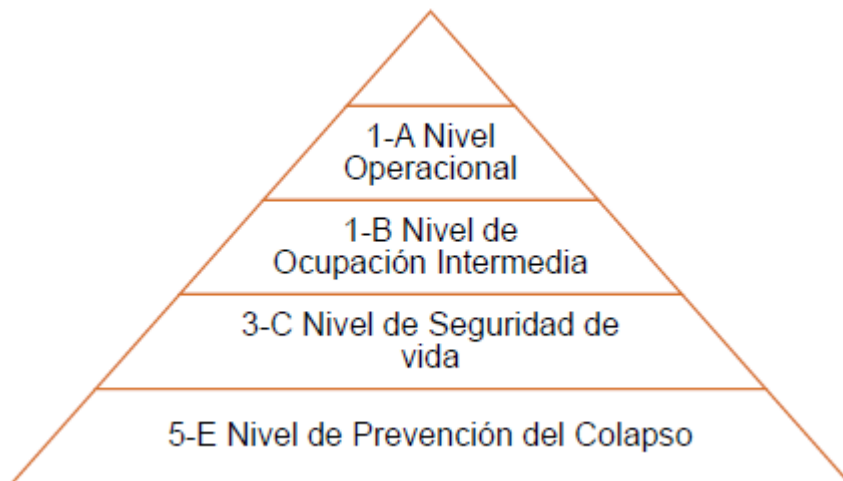 1-A Nivel
Operacional
1-B Nivel de
Ocupación Intermedia
3-C Nivel de Seguridad de
vida
5-E Nivel de Prevención del Colapso